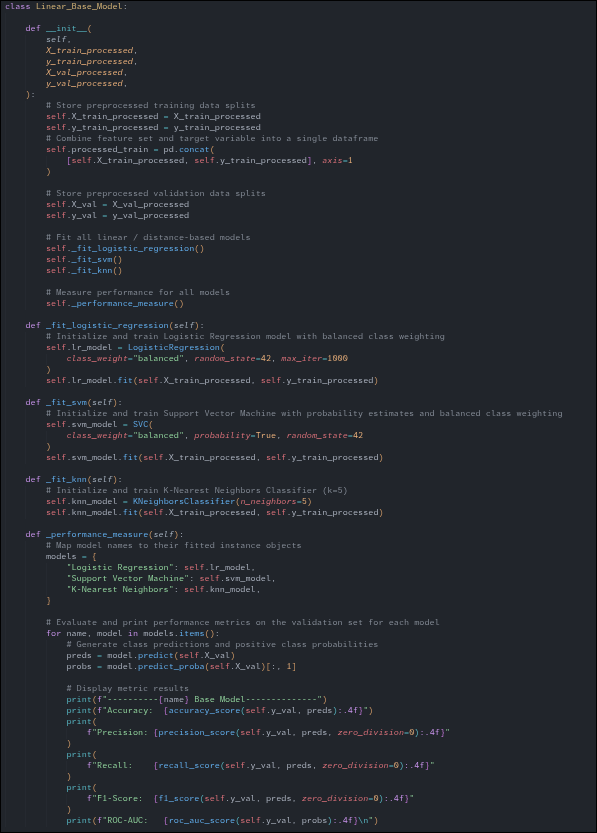 class Linear_Base_Model:
def __init__(
self,
X_train_processed,
y_train_processed,
X_val_processed,
y_val_processed,
):
# Store preprocessed training data splits
self.X_train_processed = X_train_processed
self.y_train_processed = y_train_processed
# Combine feature set and target variable into a single dataframe
self.processed_train = pd.concat(
[self.X_train_processed, self.y_train_processed], axis=1
)
# Store preprocessed validation data splits
self.X_val = X_val_processed
self.y_val = y_val_processed
# Fit all linear / distance-based models
self._fit_logistic_regression()
self._fit_svm()
self._fit_knn()
# Measure performance for all models
self._performance_measure()
def _fit_logistic_regression(self):
# Initialize and train Logistic Regression model with balanced class weighting
self.lr_model = LogisticRegression(
class_weight="balanced", random_state=42, max_iter=1000
)
self.lr_model.fit(self.X_train_processed, self.y_train_processed)
def _fit_svm(self):
# Initialize and train Support Vector Machine with probability estimates and balanced class weighting
self.svm_model = SVC(
class_weight="balanced", probability=True, random_state=42
)
self.svm_model.fit(self.X_train_processed, self.y_train_processed)
def _fit_knn(self):
# Initialize and train K-Nearest Neighbors Classifier (k=5)
self.knn_model = KNeighborsClassifier(n_neighbors=5)
self.knn_model.fit(self.X_train_processed, self.y_train_processed)
def _performance_measure(self):
# Map model names to their fitted instance objects
models = {
"Logistic Regression": self.lr_model,
"Support Vector Machine": self.svm_model,
"K-Nearest Neighbors": self.knn_model,
}
# Evaluate and print performance metrics on the validation set for each model
for name, model in models.items():
# Generate class predictions and positive class probabilities
preds = model.predict(self.X_val)
probs = model.predict_proba(self.X_val)[:, 1]
# Display metric results
print(f"----------{name} Base Model--------------")
print(f"Accuracy:  {accuracy_score(self.y_val, preds):.4f}")
print(
f"Precision: {precision_score(self.y_val, preds, zero_division=0):.4f}"
)
print(
f"Recall:    {recall_score(self.y_val, preds, zero_division=0):.4f}"
)
print(
f"F1-Score:  {f1_score(self.y_val, preds, zero_division=0):.4f}"
)
print(f"ROC-AUC:   {roc_auc_score(self.y_val, probs):.4f}\n")